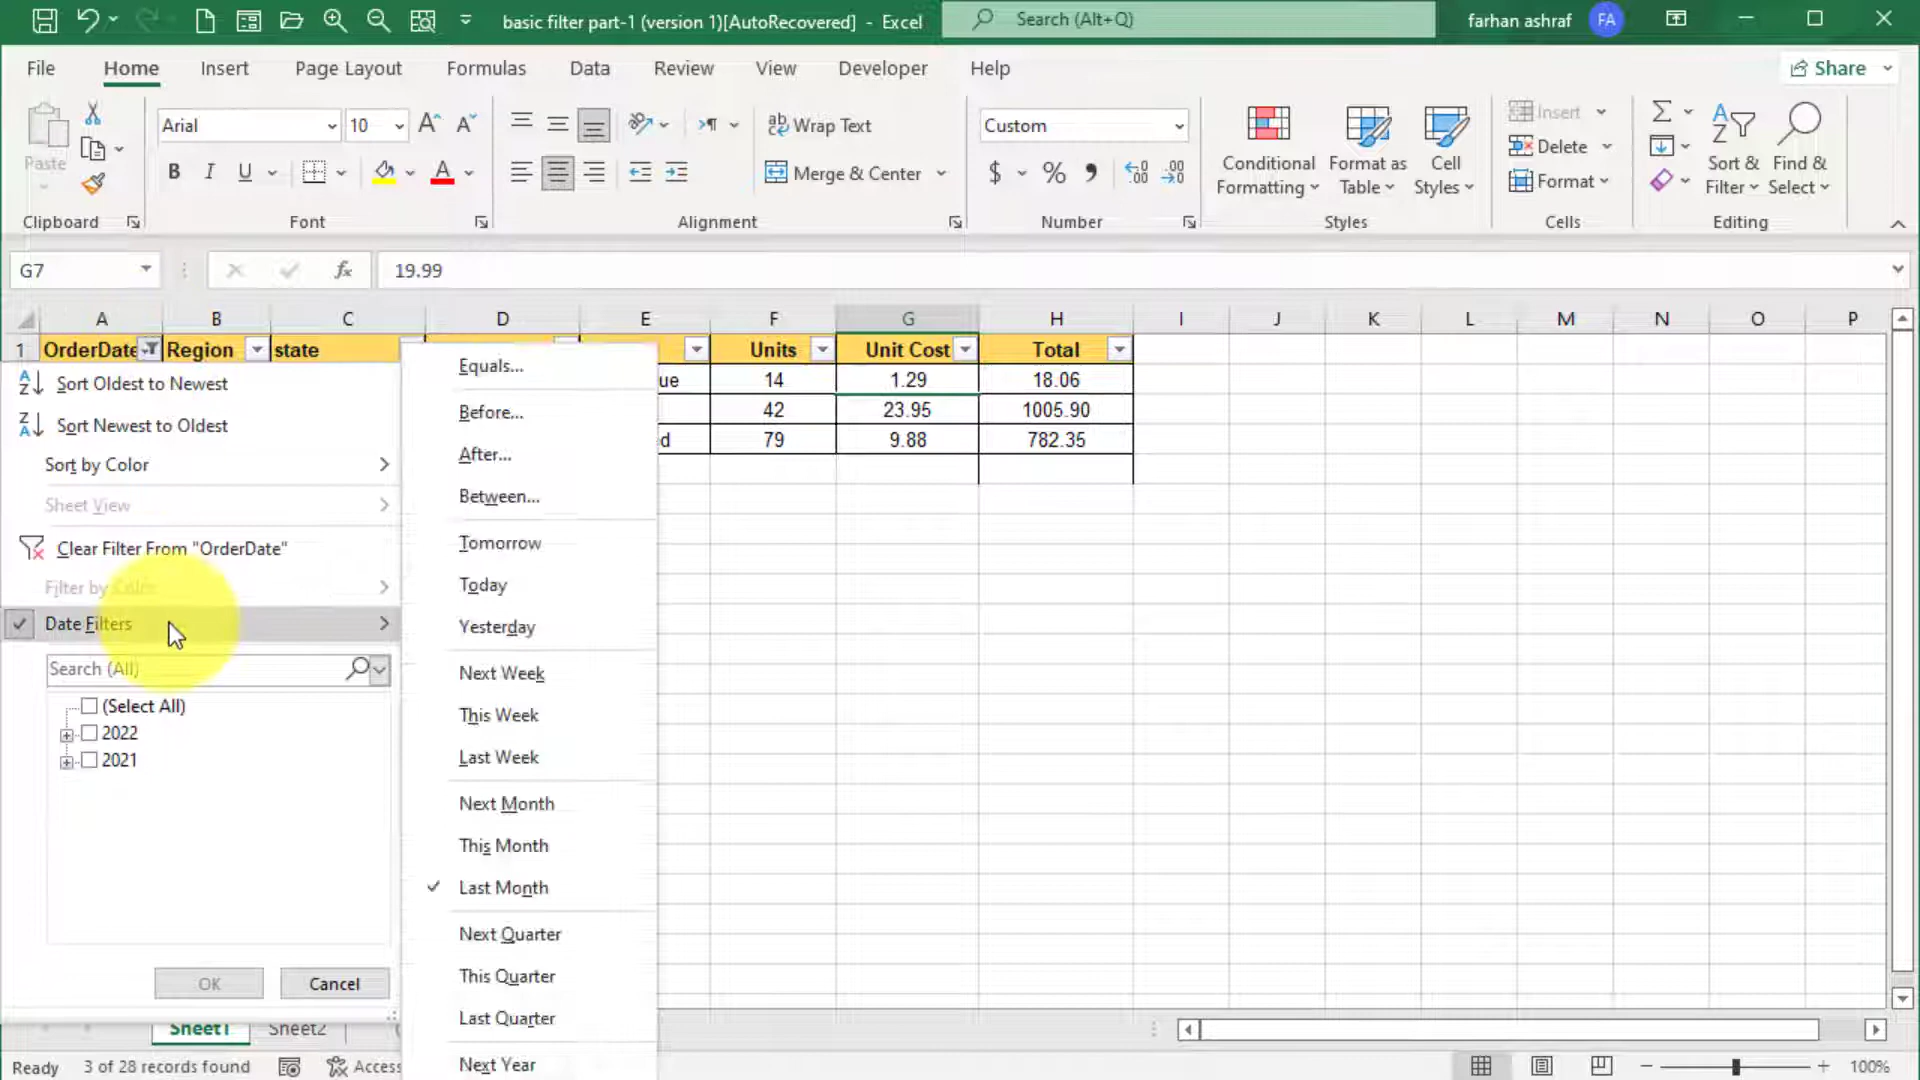 basic filter part-1 (version 1)[AutoRecovered] - Excel
Search (Alt+Q)
farhan ashraf
FA
File Home Insert Page Layout Formulas Data Review View Developer Help
Share
Paste
Clipboard
Arial
10
B I U
Font
Wrap Text
Merge & Center
Alignment
Custom
$ % 9
Number
Conditional Formatting
Format as Table
Cell Styles
Styles
Insert
Delete
Format
Cells
Sort & Filter
Find & Select
Editing
G7
fx
19.99
A B C D E F G H I J K L M N O P
1 OrderDate Region state Units Unit Cost Total
ue 14 1.29 18.06
42 23.95 1005.90
d 79 9.88 782.35
Sort Oldest to Newest
Sort Newest to Oldest
Sort by Color
Sheet View
Clear Filter From "OrderDate"
Filter by Color
Date Filters
Search (All)
(Select All)
2022
2021
OK
Cancel
Equals...
Before...
After...
Between...
Tomorrow
Today
Yesterday
Next Week
This Week
Last Week
Next Month
This Month
Last Month
Next Quarter
This Quarter
Last Quarter
Next Year
Sheet1 Sheet2
Ready
3 of 28 records found
Access
100%